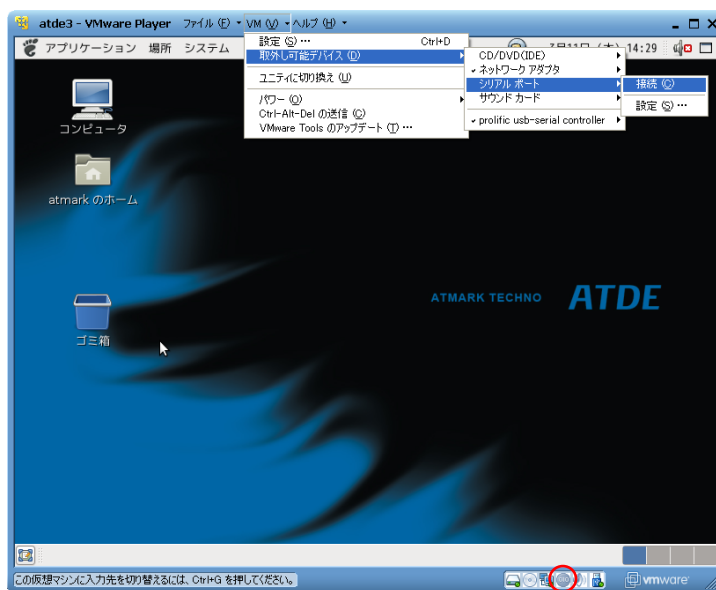 atde3 - VMware Player ファイル (F) VM (V) ヘルプ (H)
アプリケーション 場所 システム 14:29
設定 (S) … Ctrl+D
取外し可能デバイス (D)
ユニティに切り換え (U)
パワー (O)
Ctrl-Alt-Del の送信 (C)
VMware Tools のアップデート (T) …
CD/DVD(IDE)
ネットワーク アダプタ
シリアル ポート
サウンド カード
prolific usb-serial controller
接続 (C)
設定 (S) …
コンピュータ
atmark のホーム
ゴミ箱
ATMARK TECHNO ATDE
この仮想マシンに入力先を切り替えるには、Ctrl+G を押してください。
vmware